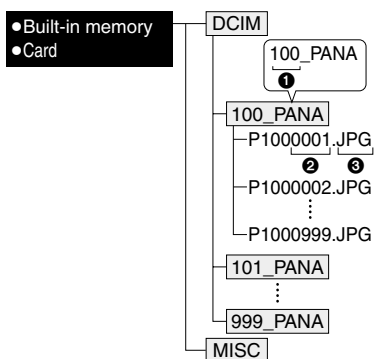 ●Built-in memory
●Card
DCIM
100_PANA
❶
100_PANA
P1000001.JPG
❷ ❸
P1000002.JPG
P1000999.JPG
101_PANA
999_PANA
MISC